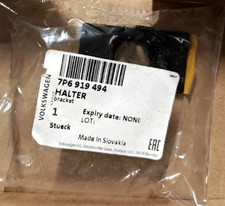 VOLKSWAGEN
7P6 919 494
HALTER
bracket
1
Expiry date: NONE
LOT:
Stueck
Made in Slovakia
EAC